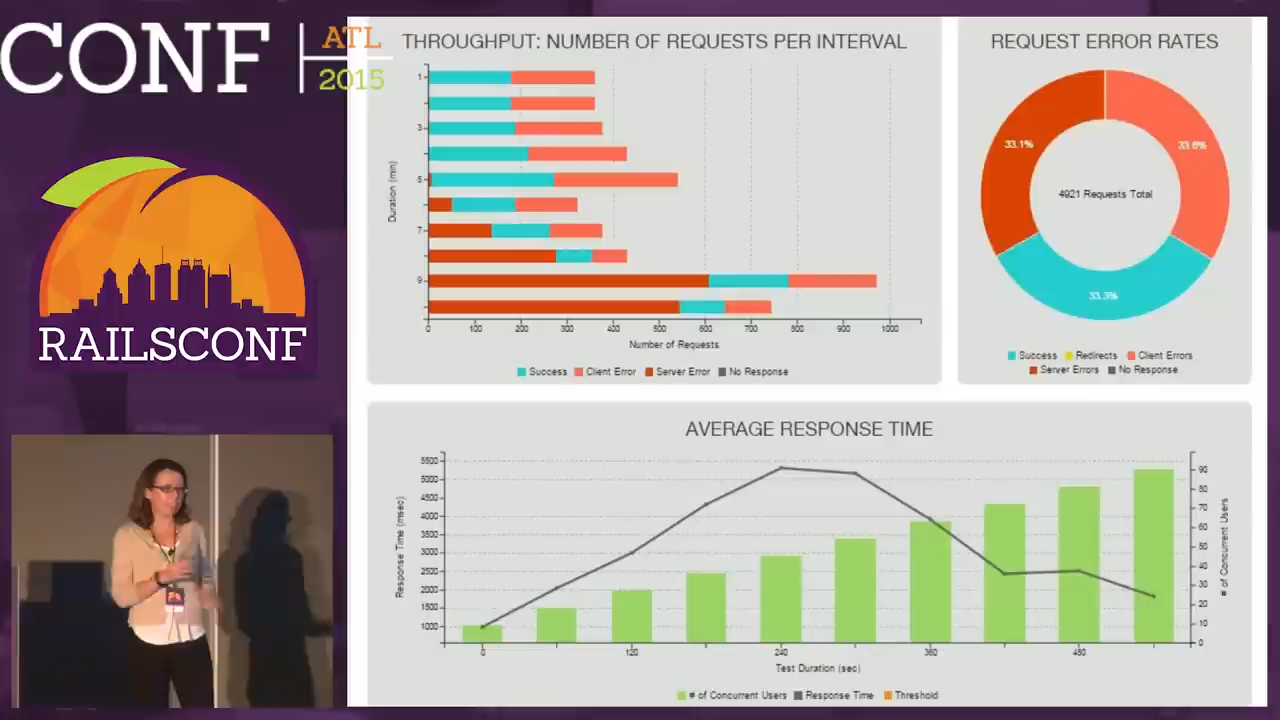 CONF
ATL
2015
RAILSCONF
THROUGHPUT: NUMBER OF REQUESTS PER INTERVAL
Duration (min)
1
3
5
7
9
0 100 200 300 400 500 600 700 800 900 1000
Number of Requests
Success Client Error Server Error No Response
REQUEST ERROR RATES
33.1%
33.6%
4921 Requests Total
33.3%
Success Redirects Client Errors
Server Errors No Response
AVERAGE RESPONSE TIME
Response Time (msec)
5500
5000
4500
4000
3500
3000
2500
2000
1500
1000
90
80
70
60
50
40
30
20
10
0
# of Concurrent Users
0 120 240 360 480
Test Duration (sec)
# of Concurrent Users Response Time Threshold